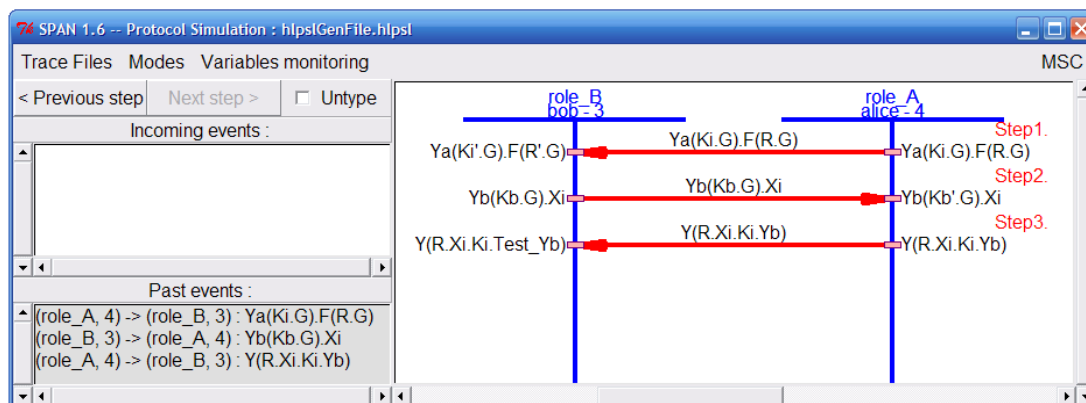 SPAN 1.6 -- Protocol Simulation : hlpslGenFile.hlpsl
Trace Files Modes Variables monitoring MSC
< Previous step Next step > Untype
Incoming events :
Past events :
(role_A, 4) -> (role_B, 3) : Ya(Ki.G).F(R.G)
(role_B, 3) -> (role_A, 4) : Yb(Kb.G).Xi
(role_A, 4) -> (role_B, 3) : Y(R.Xi.Ki.Yb)
role_B role_A
bob - 3 alice - 4
Step1.
Ya(Ki'.G).F(R'.G) Ya(Ki.G).F(R.G) Ya(Ki.G).F(R.G)
Step2.
Yb(Kb.G).Xi Yb(Kb.G).Xi Yb(Kb'.G).Xi
Step3.
Y(R.Xi.Ki.Test_Yb) Y(R.Xi.Ki.Yb) Y(R.Xi.Ki.Yb)